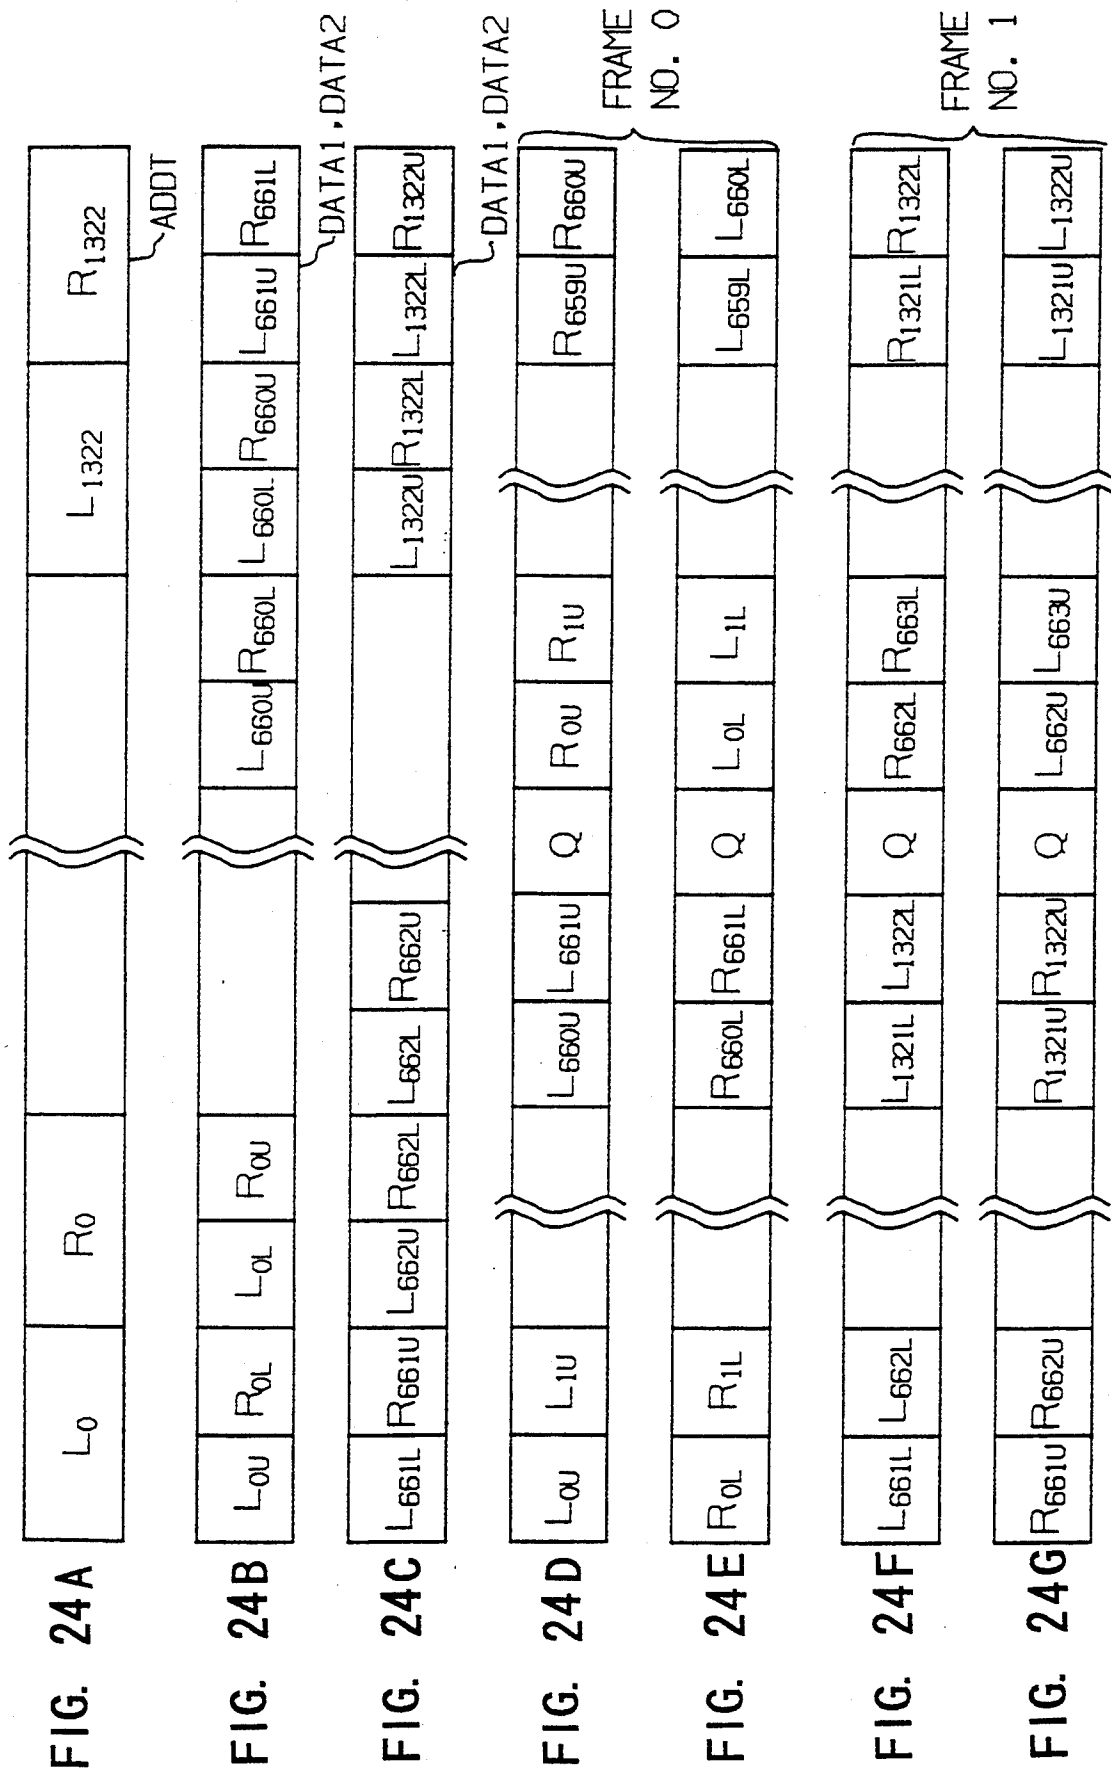 FIG. 24A L0 R0 L1322 R1322
ADDT
FIG. 24B L0U R0L L0L R0U L660U R660L L660L R660U L661U R661L
DATA1, DATA2
FIG. 24C L661L R661U L662U R662L L662L R662U L1322U R1322L L1322L R1322U
DATA1, DATA2
FIG. 24D L0U L1U L660U L661U Q R0U R1U R659U R660U
FIG. 24E R0L R1L R660L R661L Q L0L L1L L659L L660L
FRAME
NO. 0
FIG. 24F L661L L662L L1321L L1322L Q R662L R663L R1321L R1322L
FIG. 24G R661U R662U R1321U R1322U Q L662U L663U L1321U L1322U
FRAME
NO. 1